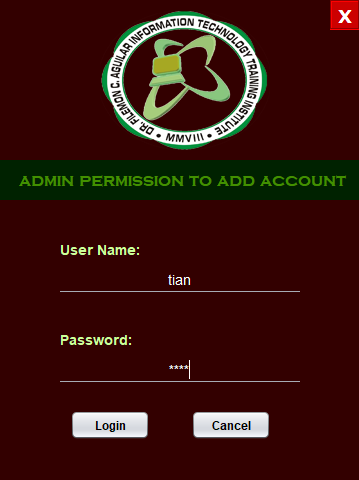 X
DR. FILEMON C. AGUILAR INFORMATION TECHNOLOGY TRAINING INSTITUTE
• MMVIII •
ADMIN PERMISSION TO ADD ACCOUNT
User Name:
tian
Password:
****
Login Cancel